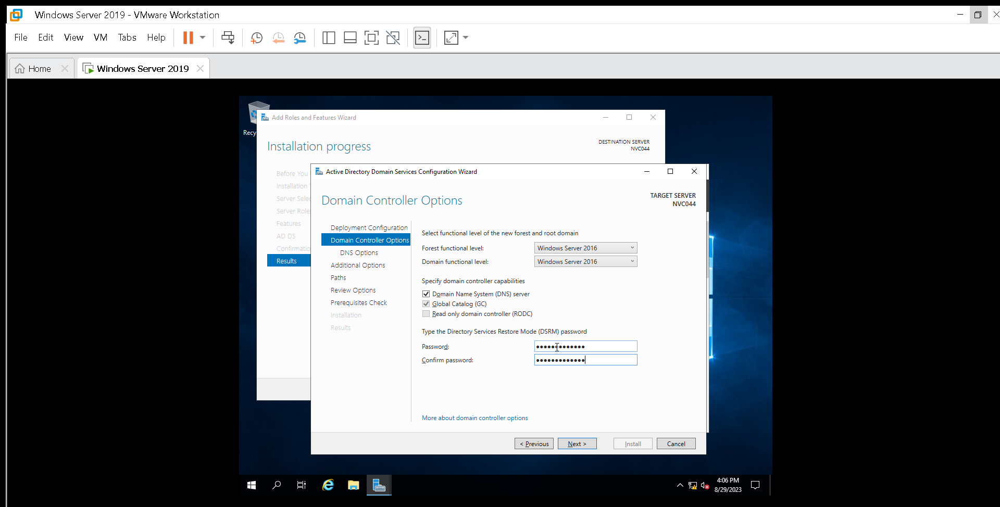 Windows Server 2019 - VMware Workstation
File Edit View VM Tabs Help
Home
Windows Server 2019
Recy
Add Roles and Features Wizard
Installation progress
DESTINATION SERVER
NVC044
Before You
Installation
Server Selec
Server Role
Features
AD DS
Confirmatio
Results
Active Directory Domain Services Configuration Wizard
Domain Controller Options
TARGET SERVER
NVC044
Deployment Configuration
Domain Controller Options
DNS Options
Additional Options
Paths
Review Options
Prerequisites Check
Installation
Results
Select functional level of the new forest and root domain
Forest functional level: Windows Server 2016
Domain functional level: Windows Server 2016
Specify domain controller capabilities
Domain Name System (DNS) server
Global Catalog (GC)
Read only domain controller (RODC)
Type the Directory Services Restore Mode (DSRM) password
Password: •••••••••••••
Confirm password: •••••••••••••
More about domain controller options
< Previous Next > Install Cancel
4:06 PM
8/29/2023